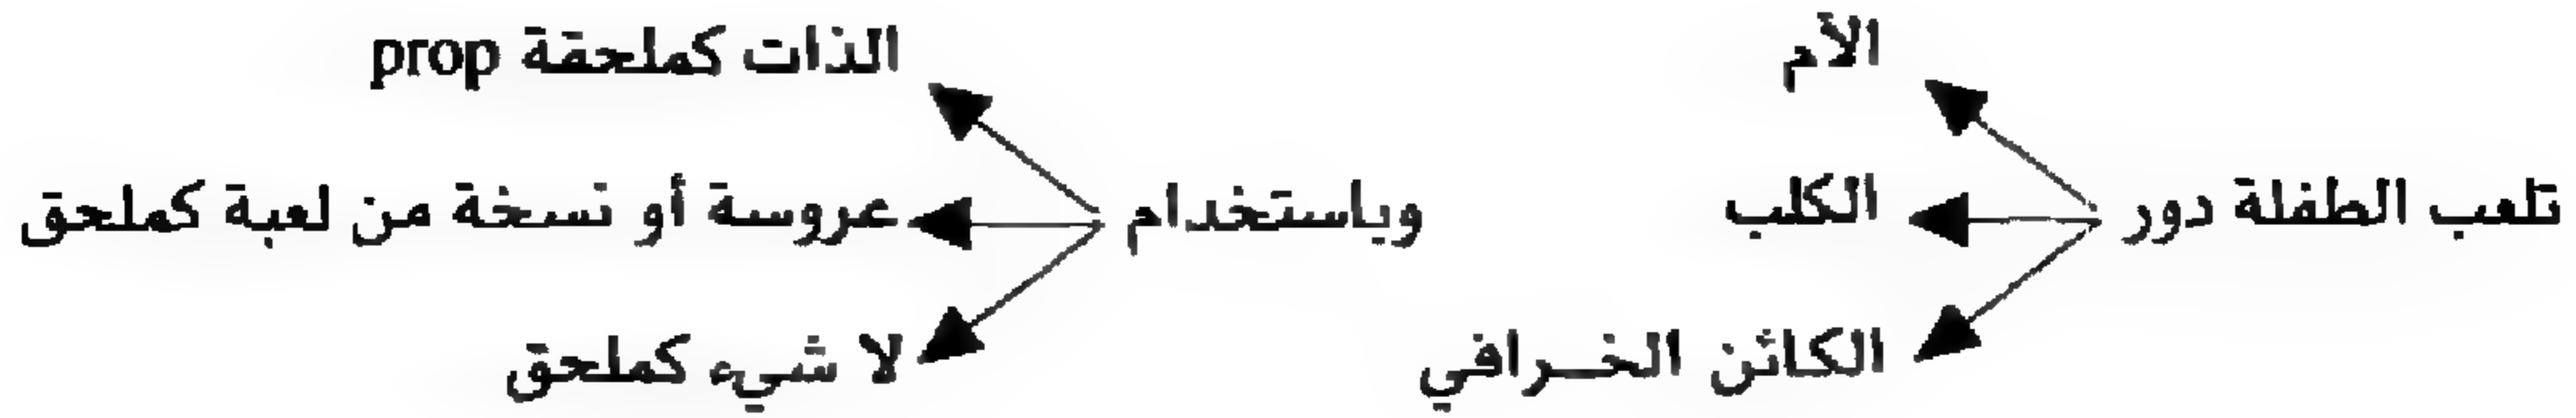 الأم الذات كملحقة prop
تلعب الطفلة دور الكلب وباستخدام عروسة أو نسخة من لعبة كملحق
الكائن الخرافي لا شيء كملحق